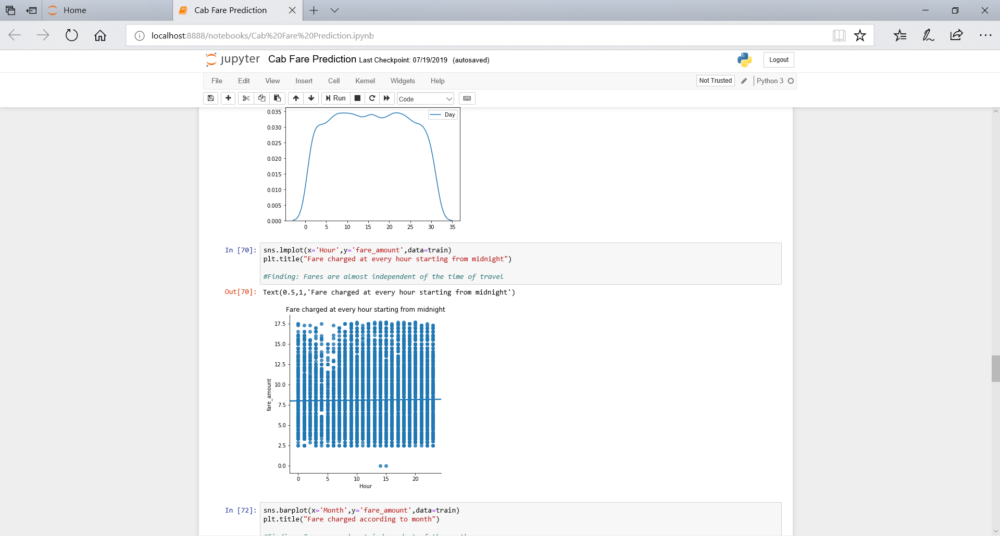 Home
Cab Fare Prediction
localhost:8888/notebooks/Cab%20Fare%20Prediction.ipynb
jupyter Cab Fare Prediction Last Checkpoint: 07/19/2019 (autosaved)
Logout
File Edit View Insert Cell Kernel Widgets Help
Not Trusted
Python 3
Run
Code
0.035
0.030
0.025
0.020
0.015
0.010
0.005
0.000
Day
0 5 10 15 20 25 30 35
In [70]:
sns.lmplot(x='Hour',y='fare_amount',data=train)
plt.title("Fare charged at every hour starting from midnight")
#Finding: Fares are almost independent of the time of travel
Out[70]: Text(0.5,1,'Fare charged at every hour starting from midnight')
Fare charged at every hour starting from midnight
17.5
15.0
12.5
10.0
7.5
5.0
2.5
0.0
fare_amount
0 5 10 15 20
Hour
In [72]:
sns.barplot(x='Month',y='fare_amount',data=train)
plt.title("Fare charged according to month")